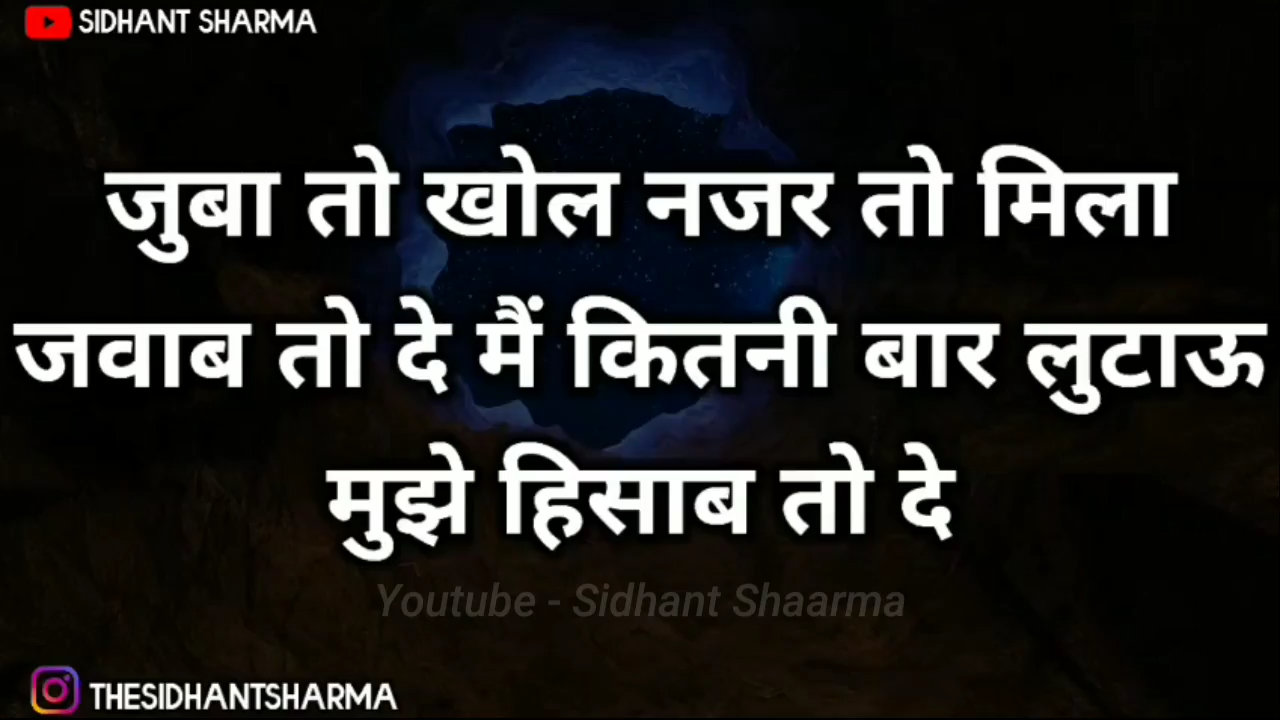 SIDHANT SHARMA
जुबा तो खोल नजर तो मिला
जवाब तो दे मैं कितनी बार लुटाऊ
मुझे हिसाब तो दे
Youtube - Sidhant Shaarma
THESIDHANTSHARMA